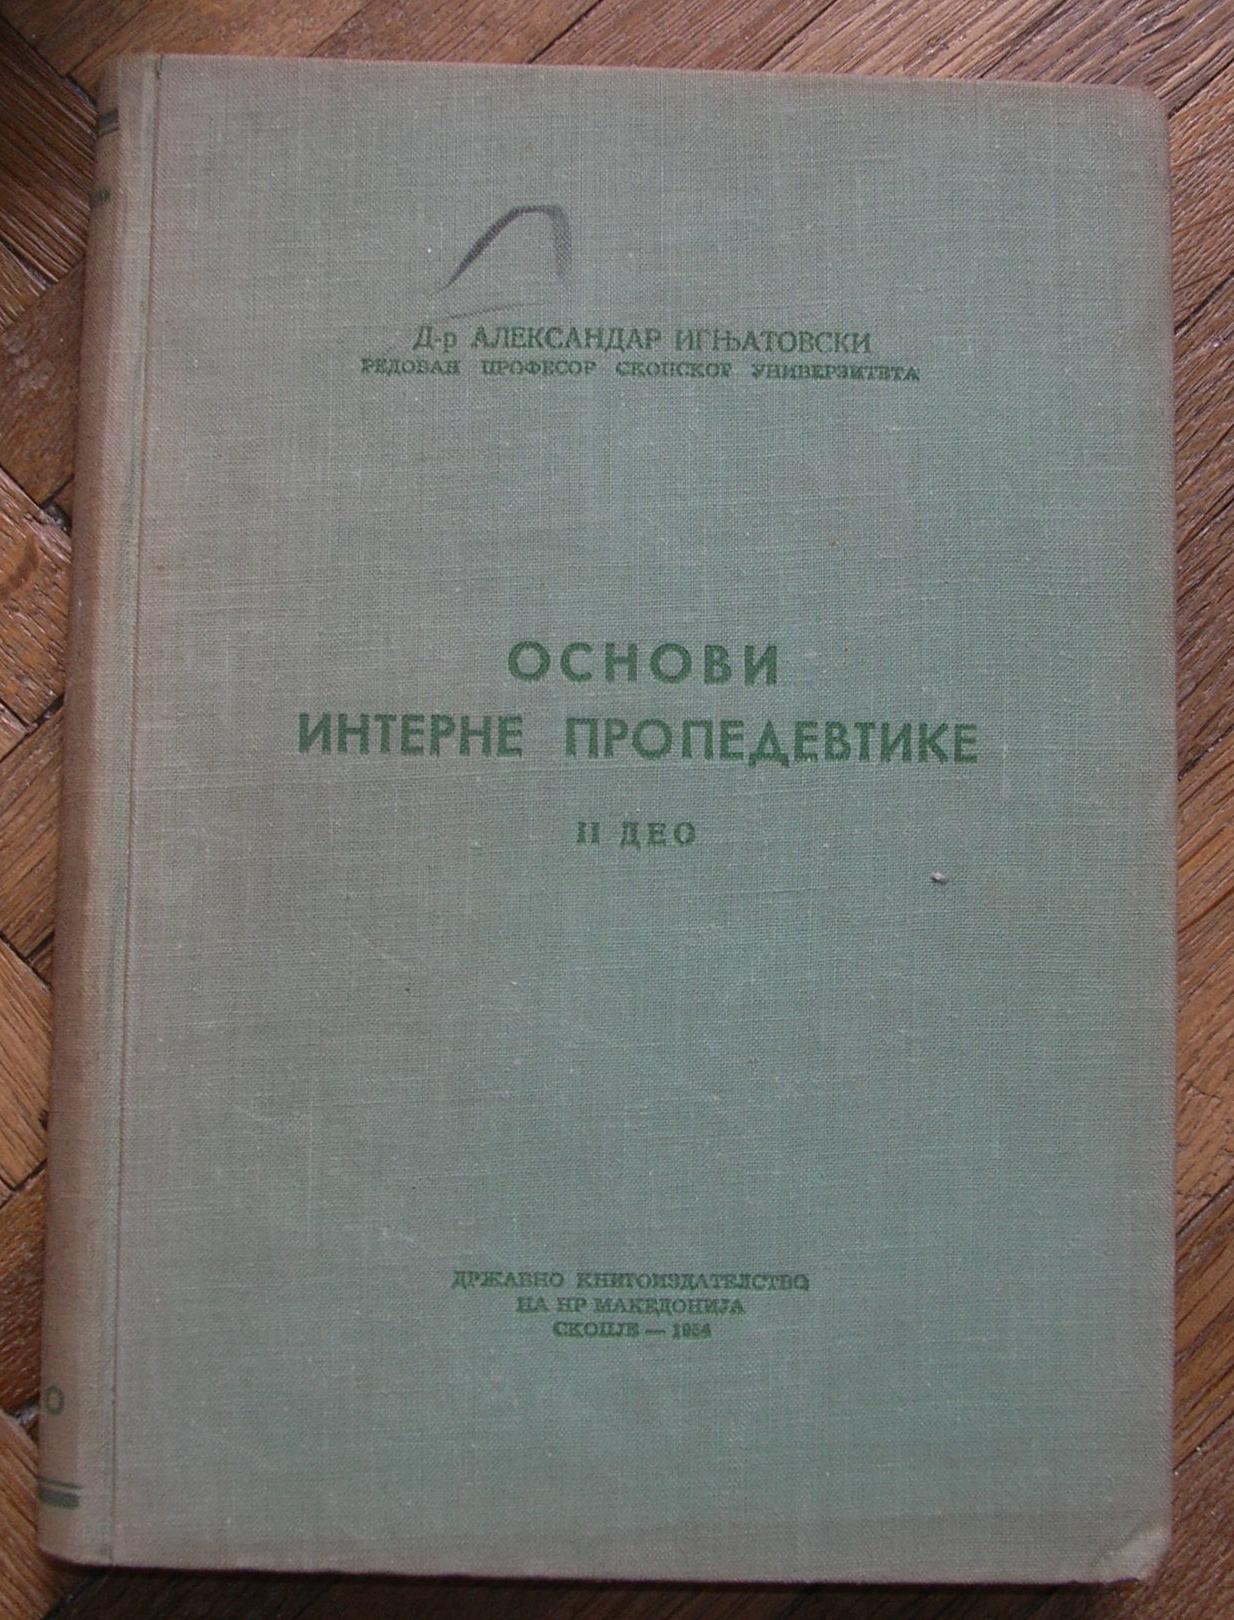 Д-р АЛЕКСАНДАР ИГЊАТОВСКИ
РЕДОВАН ПРОФЕСОР СКОПСКОГ УНИВЕРЗИТЕТА
ОСНОВИ
ИНТЕРНЕ ПРОПЕДЕВТИКЕ
II ДЕО
ДРЖАВНО КНИГОИЗДАТЕЛСТВО
НА НР МАКЕДОНИЈА
СКОПЈЕ — 1954